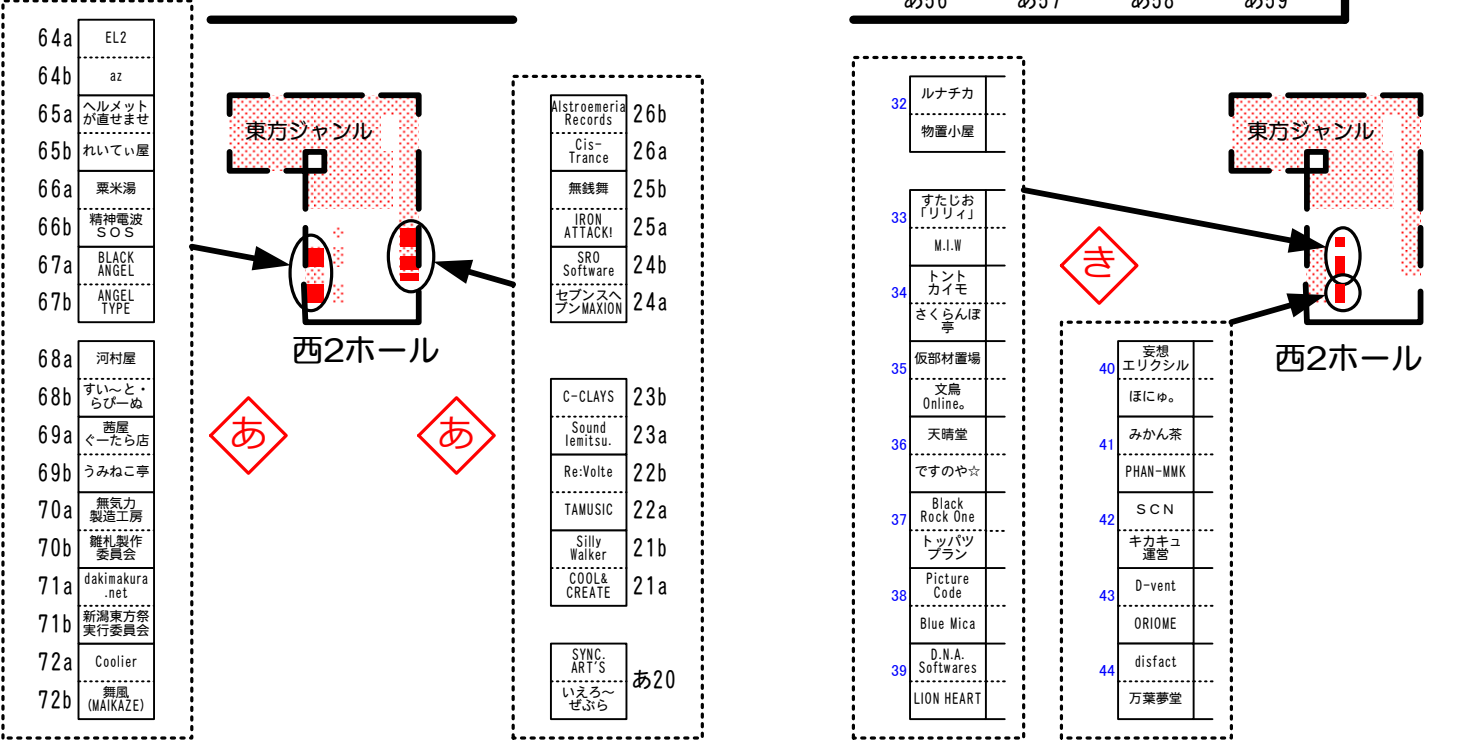 あ56 あ57 あ58 あ59
64a EL2
64b az
65a ヘルメット
が直せませ
65b れいてぃ屋
66a 粟米湯
66b 精神電波
SOS
67a BLACK
ANGEL
67b ANGEL
TYPE
68a 河村屋
68b すい～と・
らぴーぬ
69a 茜屋
ぐーたら店
69b うみねこ亭
70a 無気力
製造工房
70b 雛札製作
委員会
71a dakimakura
.net
71b 新潟東方祭
実行委員会
72a Coolier
72b 舞風
(MAIKAZE)
東方ジャンル
西2ホール
あ
あ
Alstroemeria
Records 26b
Cis-
Trance 26a
無銭舞 25b
IRON
ATTACK! 25a
SRO
Software 24b
セブンスヘ
ブンMAXION 24a
C-CLAYS 23b
Sound
Iemitsu. 23a
Re:Volte 22b
TAMUSIC 22a
Silly
Walker 21b
COOL&
CREATE 21a
SYNC.
ART'S
あ20
いえろ～
ぜぶら
32 ルナチカ
物置小屋
33 すたじお
「リリィ」
M.I.W
34 トント
カイモ
さくらんぼ
亭
35 仮部材置場
文鳥
Online。
36 天晴堂
ですのや☆
37 Black
Rock One
トッパツ
プラン
38 Picture
Code
Blue Mica
39 D.N.A.
Softwares
LION HEART
き
40 妄想
エリクシル
ほにゅ。
41 みかん茶
PHAN-MMK
42 SCN
キカキュ
運営
43 D-vent
ORIOME
44 disfact
万葉夢堂
東方ジャンル
西2ホール